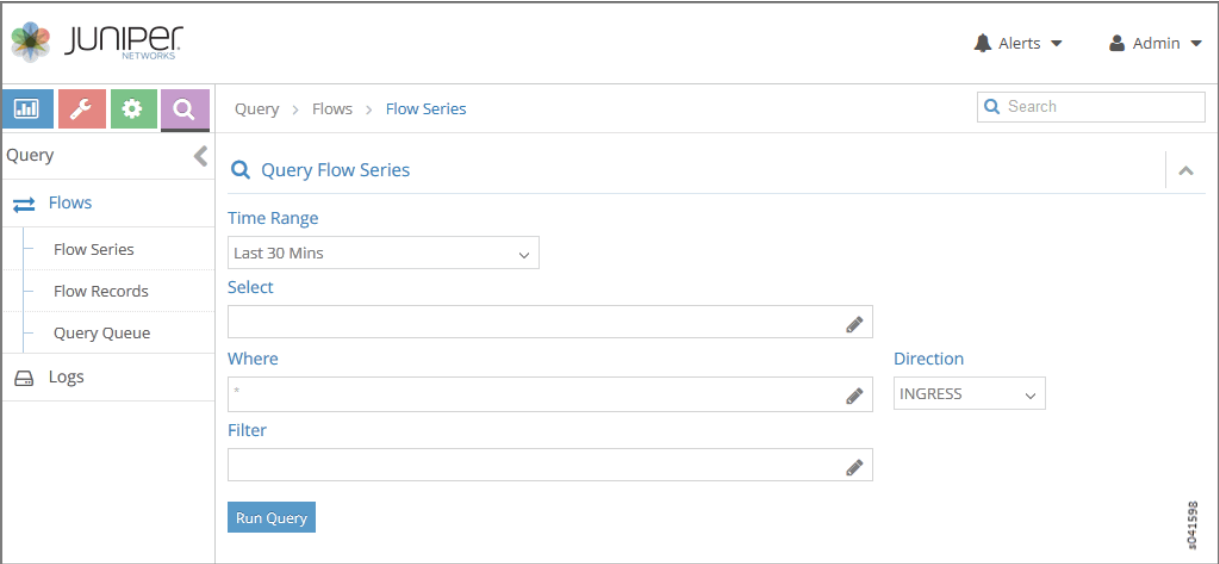 JUNIPER
NETWORKS
Alerts
Admin
Query > Flows > Flow Series
Search
Query
Flows
Flow Series
Flow Records
Query Queue
Logs
Query Flow Series
Time Range
Last 30 Mins
Select
Where
*
Direction
INGRESS
Filter
Run Query
s041598